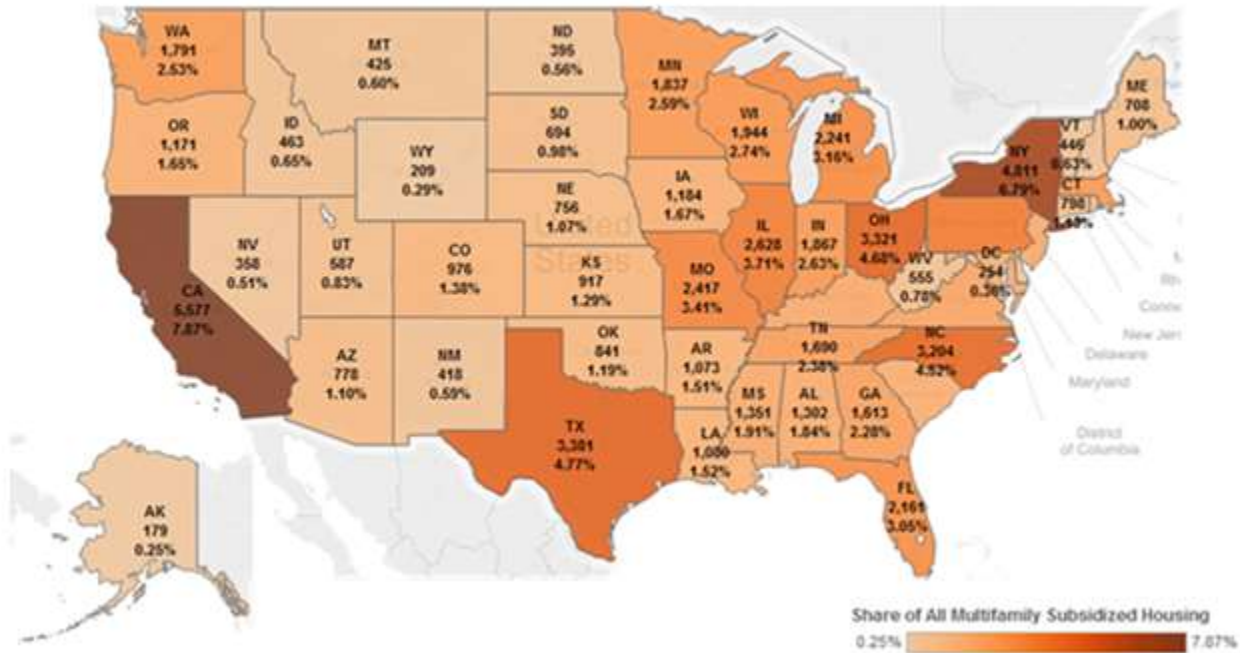 WA
1,791
2.53%
MT
425
0.60%
ND
395
0.56%
MN
1,837
2.59%
ME
708
1.00%
OR
1,171
1.65%
ID
463
0.65%
SD
694
0.98%
WI
1,944
2.74%
MI
2,241
3.16%
VT
446
0.63%
NY
4,811
6.79%
WY
209
0.29%
IA
1,184
1.67%
NE
756
1.07%
CT
798
1.13%
NV
358
0.51%
UT
587
0.83%
CO
976
1.38%
United
States
KS
917
1.29%
IL
2,628
3.71%
IN
1,867
2.63%
OH
3,321
4.68%
MO
2,417
3.41%
WV
555
0.78%
DC
254
0.36%
CA
5,577
7.87%
AZ
778
1.10%
NM
418
0.59%
OK
841
1.19%
AR
1,073
1.51%
TN
1,690
2.38%
NC
3,204
4.52%
New Jer
Delaware
Maryland
District
of Columbia
TX
3,381
4.77%
LA
1.52%
MS
1,351
1.91%
AL
1,302
1.84%
GA
1,613
2.28%
FL
2,161
3.05%
AK
179
0.25%
Share of All Multifamily Subsidized Housing
0.25%
7.87%